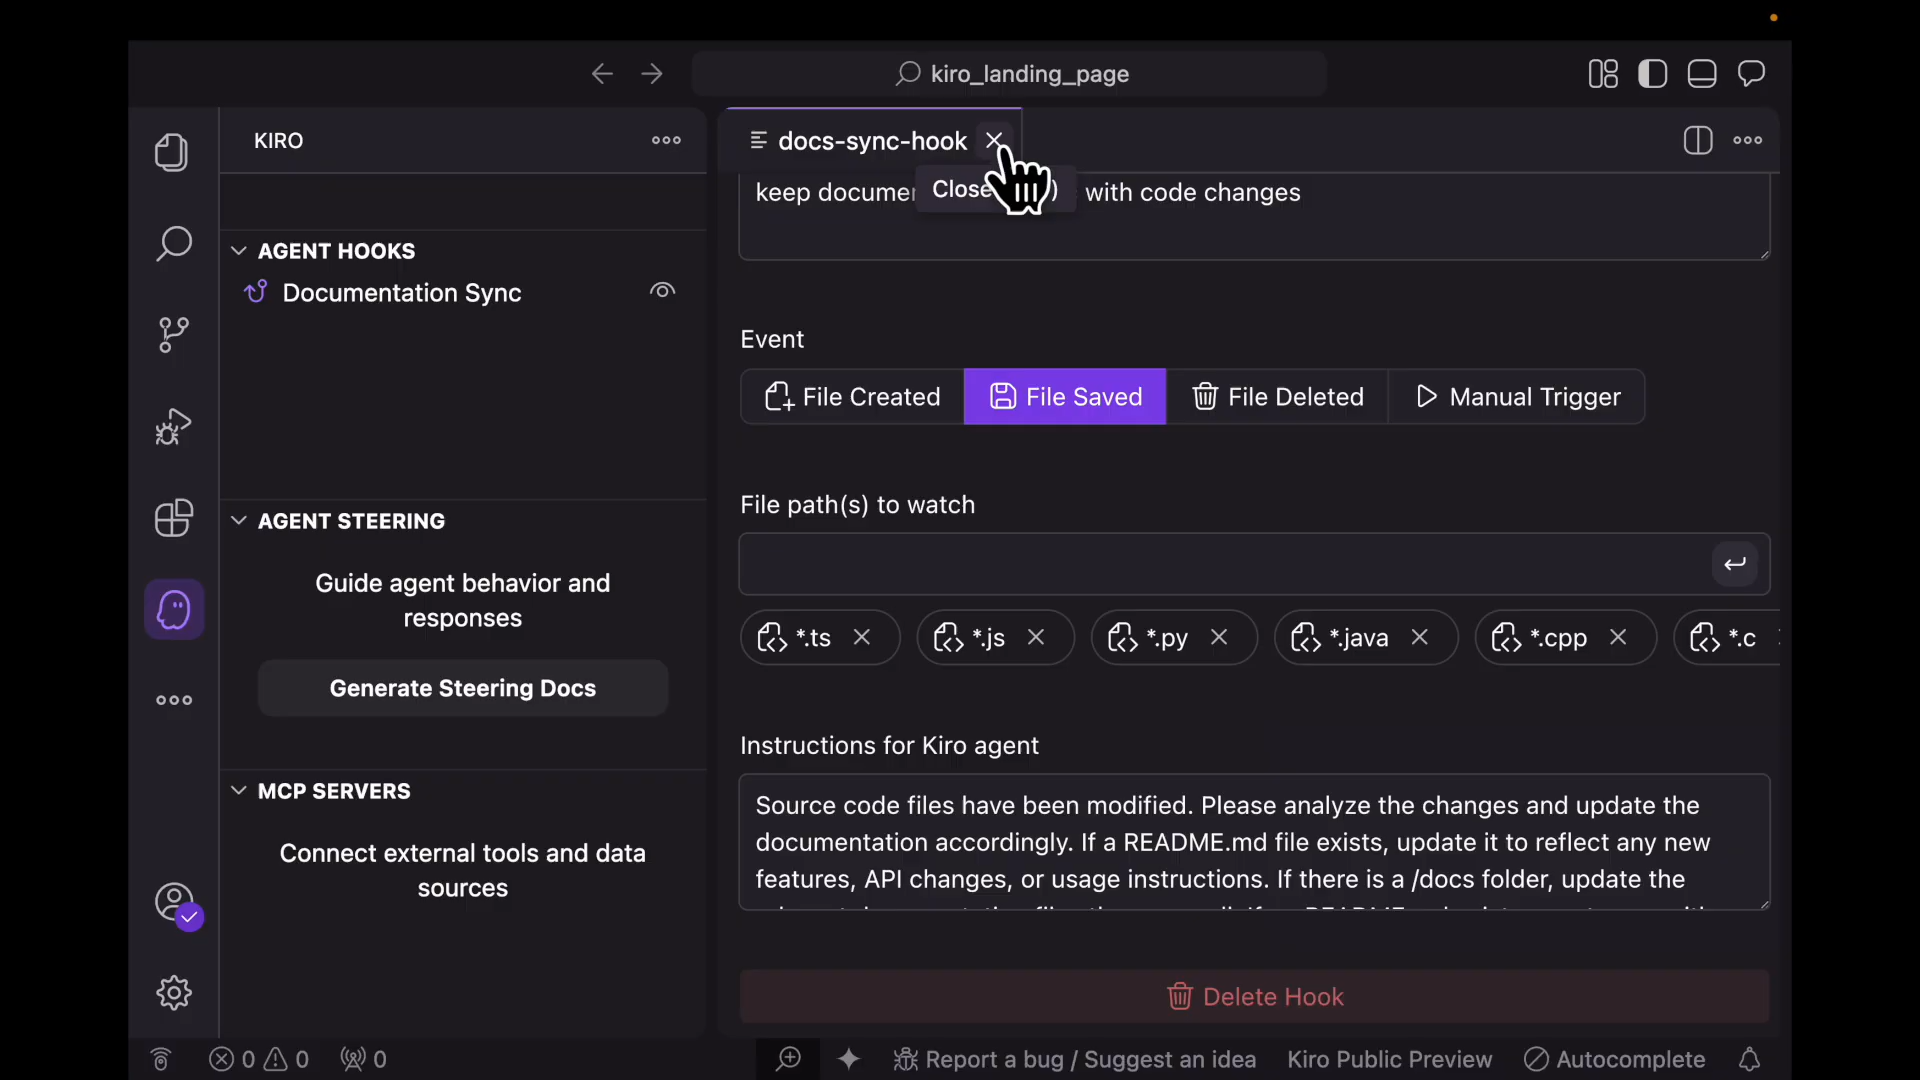 kiro_landing_page
KIRO
docs-sync-hook
Close
keep
with code changes
AGENT HOOKS
Documentation Sync
Event
File Created
File Saved
File Deleted
Manual Trigger
File path(s) to watch
*.ts
*.js
*.py
*.java
*.cpp
*.c
AGENT STEERING
Guide agent behavior and
responses
Generate Steering Docs
Instructions for Kiro agent
Source code files have been modified. Please analyze the changes and update the
documentation accordingly. If a README.md file exists, update it to reflect any new
features, API changes, or usage instructions. If there is a /docs folder, update the
MCP SERVERS
Connect external tools and data
sources
Delete Hook
0
0
0
Report a bug / Suggest an idea
Kiro Public Preview
Autocomplete